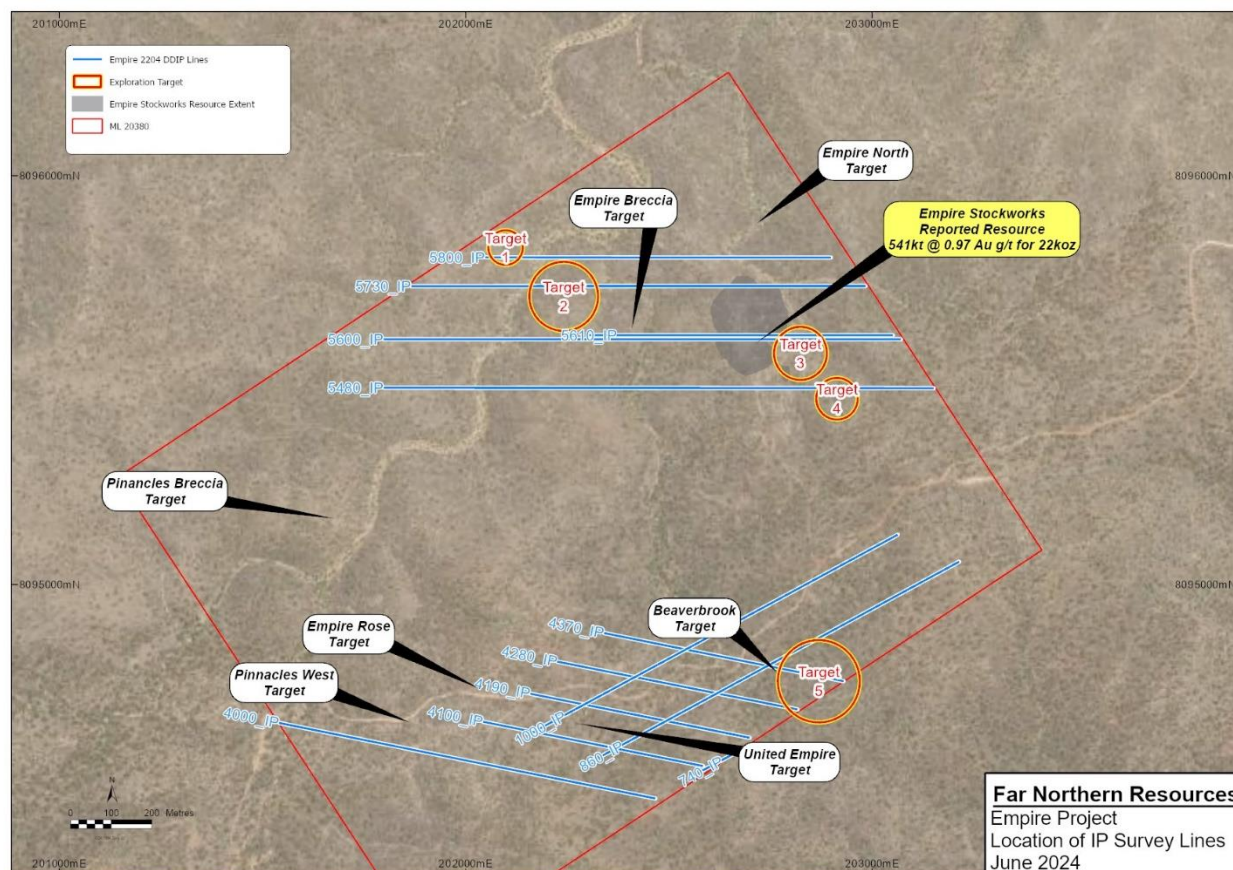 201000mE
202000mE
203000mE
Empire 2204 DDIP Lines
Exploration Target
Empire Stockworks Resource Extent
ML 20380
8096000mN
8096000mN
Empire North
Target
Empire Breccia
Target
Empire Stockworks
Reported Resource
541kt @ 0.97 Au g/t for 22koz
Target
1
5800_IP
5730_IP
Target
2
5610_IP
5600_IP
Target
3
5480_IP
Target
4
Pinancles Breccia
Target
8095000mN
8095000mN
Empire Rose
Target
Beaverbrook
Target
4370_IP
4280_IP
Pinnacles West
Target
4190_IP
Target
5
4000_IP
4100_IP
1080_IP
860_IP
740_IP
United Empire
Target
N
0 100 200 Metres
Far Northern Resources
Empire Project
Location of IP Survey Lines
June 2024
201000mE
202000mE
203000mE